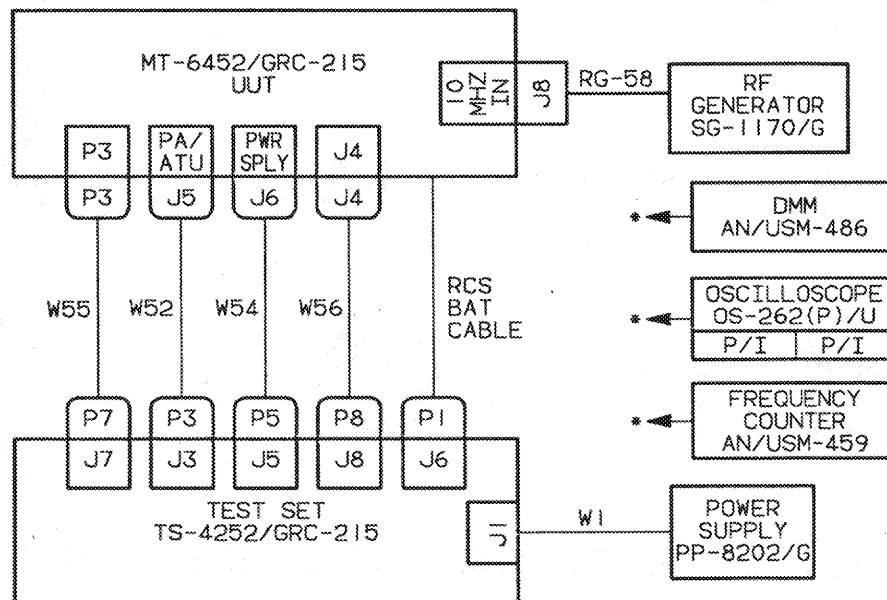 MT-6452/GRC-215
UUT
10
MHZ
IN
J8
RG-58
RF
GENERATOR
SG-1170/G
P3
PA/
ATU
PWR
SPLY
J4
P3
J5
J6
J4
DMM
AN/USM-486
*
W55
W52
W54
W56
RCS
BAT
CABLE
OSCILLOSCOPE
OS-262(P)/U
P/I
P/I
*
FREQUENCY
COUNTER
AN/USM-459
*
P7
P3
P5
P8
P1
J7
J3
J5
J8
J6
TEST SET
TS-4252/GRC-215
J1
W1
POWER
SUPPLY
PP-8202/G